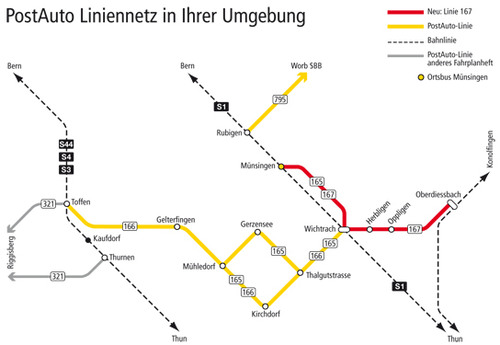 PostAuto Liniennetz in Ihrer Umgebung
Neu: Linie 167
PostAuto-Linie
Bahnlinie
PostAuto-Linie
anderes Fahrplanheft
Ortsbus Münsingen
Bern
Bern
Worb SBB
S1
795
Rubigen
S44
S4
S3
Münsingen
165
167
Konolfingen
Oberdiessbach
321
Toffen
166
Gelterfingen
Gerzensee
Wichtrach
Herbligen
Oppligen
167
Kaufdorf
165
165
166
Riggisberg
Thurnen
321
Mühledorf
Thalgutstrasse
165
166
166
Kirchdorf
S1
Thun
Thun